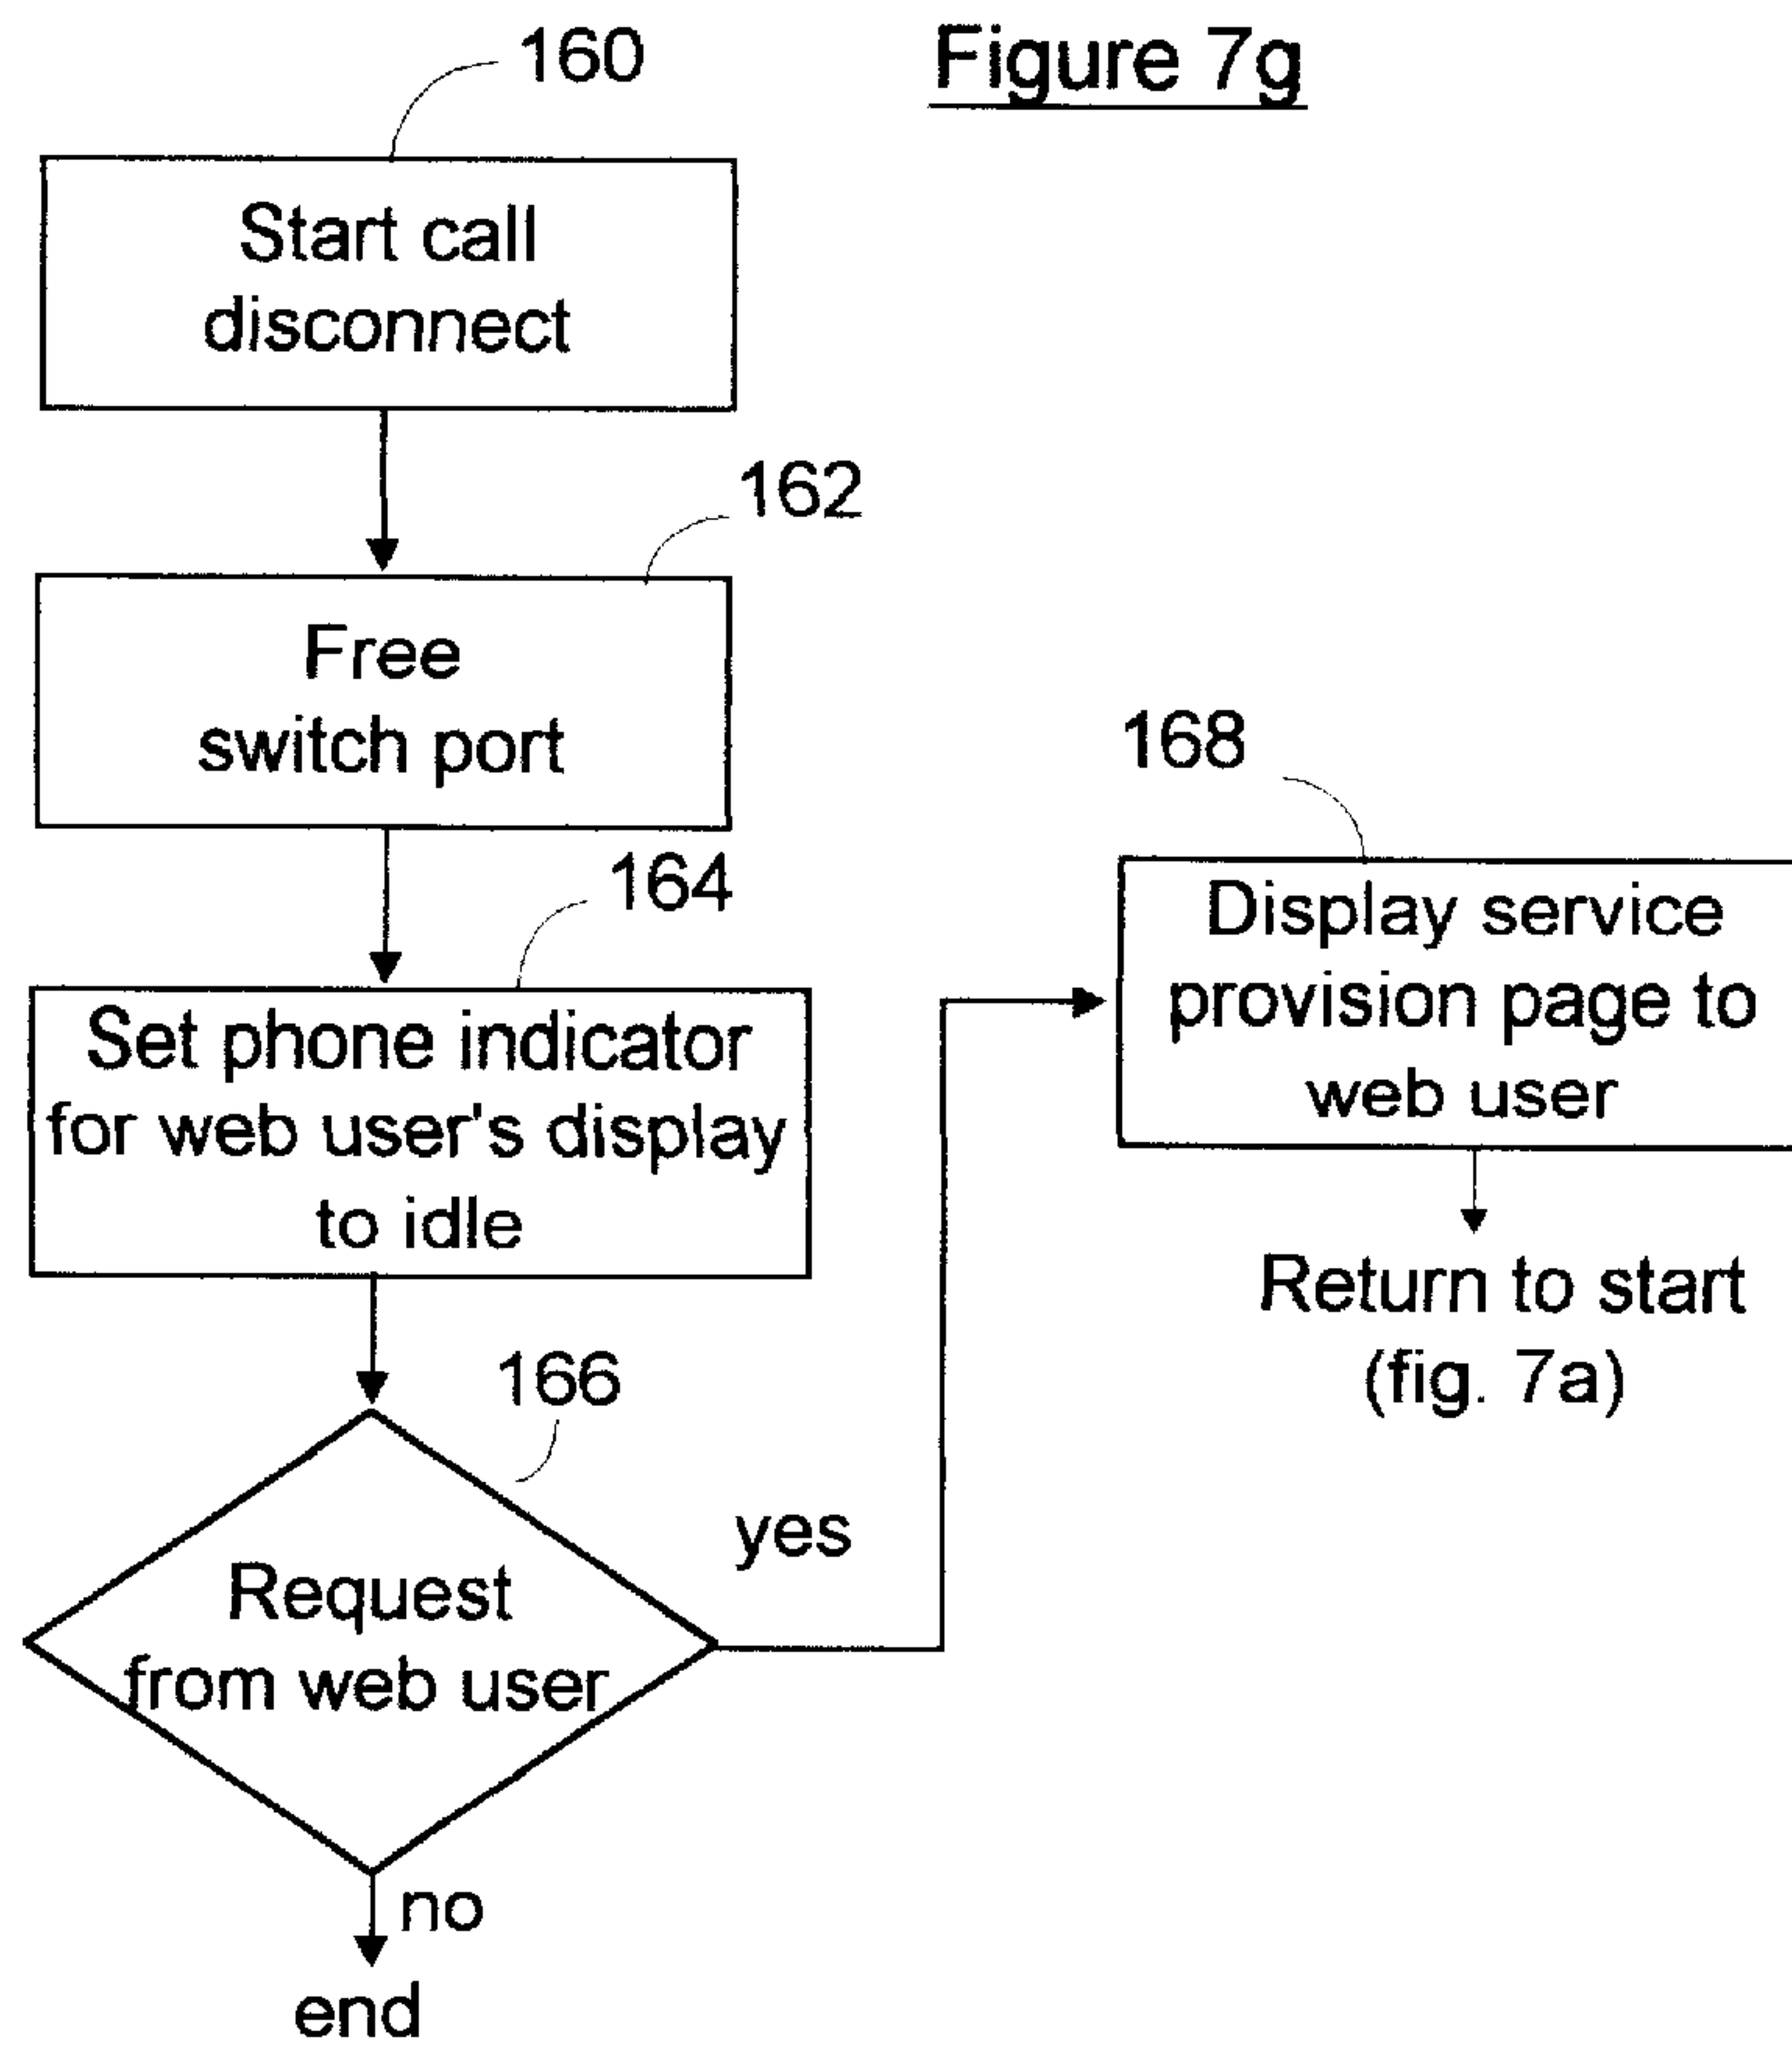 Figure 7g
160
Start call
disconnect
162
Free
switch port
164
Set phone indicator
for web user's display
to idle
166
Request
from web user
yes
no
end
168
Display service
provision page to
web user
Return to start
(fig. 7a)